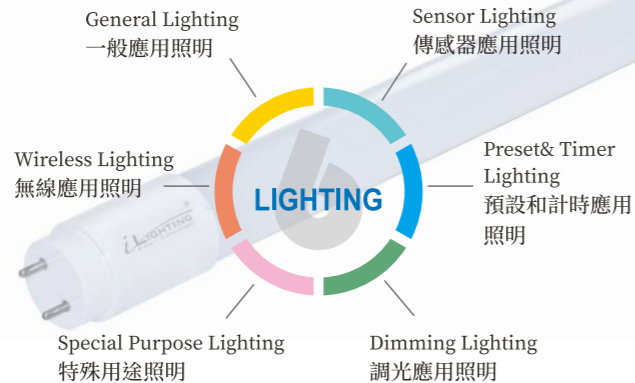 General Lighting
一般應用照明
Sensor Lighting
傳感器應用照明
Wireless Lighting
無線應用照明
Preset& Timer
Lighting
預設和計時應用
照明
6
LIGHTING
iLIGHTING
Special Purpose Lighting
特殊用途照明
Dimming Lighting
調光應用照明